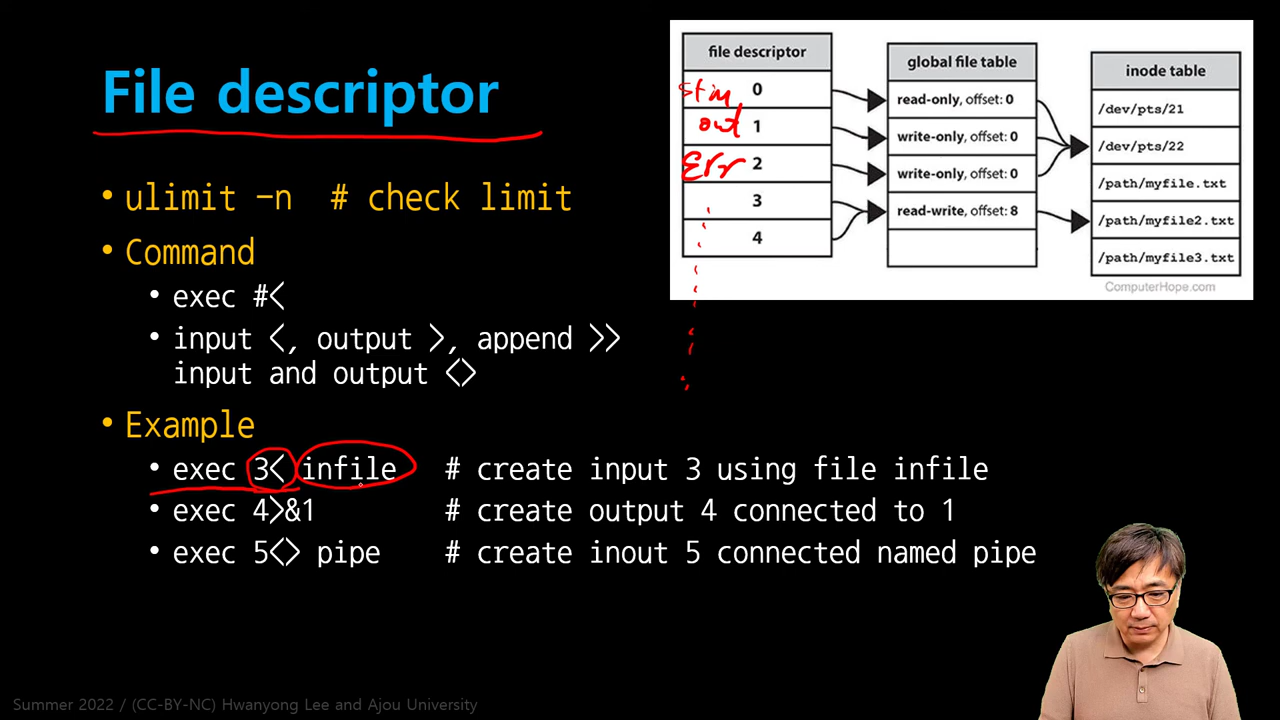 File descriptor
• ulimit –n # check limit
• Command
• exec #<
• input <, output >, append >>
input and output <>
• Example
• exec 3< infile # create input 3 using file infile
• exec 4>&1 # create output 4 connected to 1
• exec 5<> pipe # create inout 5 connected named pipe
file descriptor
0
1
2
3
4
out
Err
global file table
read-only, offset: 0
write-only, offset: 0
write-only, offset: 0
read-write, offset: 8
inode table
/dev/pts/21
/dev/pts/22
/path/myfile.txt
/path/myfile2.txt
/path/myfile3.txt
ComputerHope.com
Summer 2022 / (CC-BY-NC) Hwanyong Lee and Ajou University